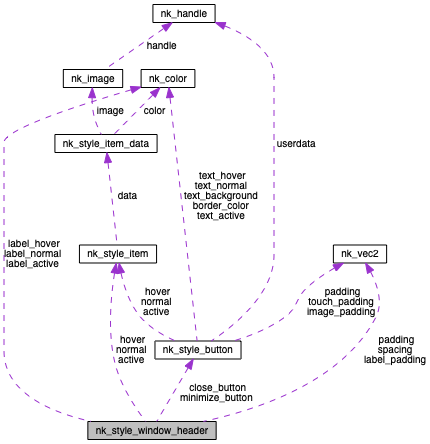 nk_handle
handle
nk_image
nk_color
image
color
userdata
nk_style_item_data
text_hover
text_normal
text_background
border_color
text_active
data
label_hover
label_normal
label_active
nk_style_item
nk_vec2
hover
normal
active
padding
touch_padding
image_padding
hover
normal
active
nk_style_button
padding
spacing
label_padding
close_button
minimize_button
nk_style_window_header